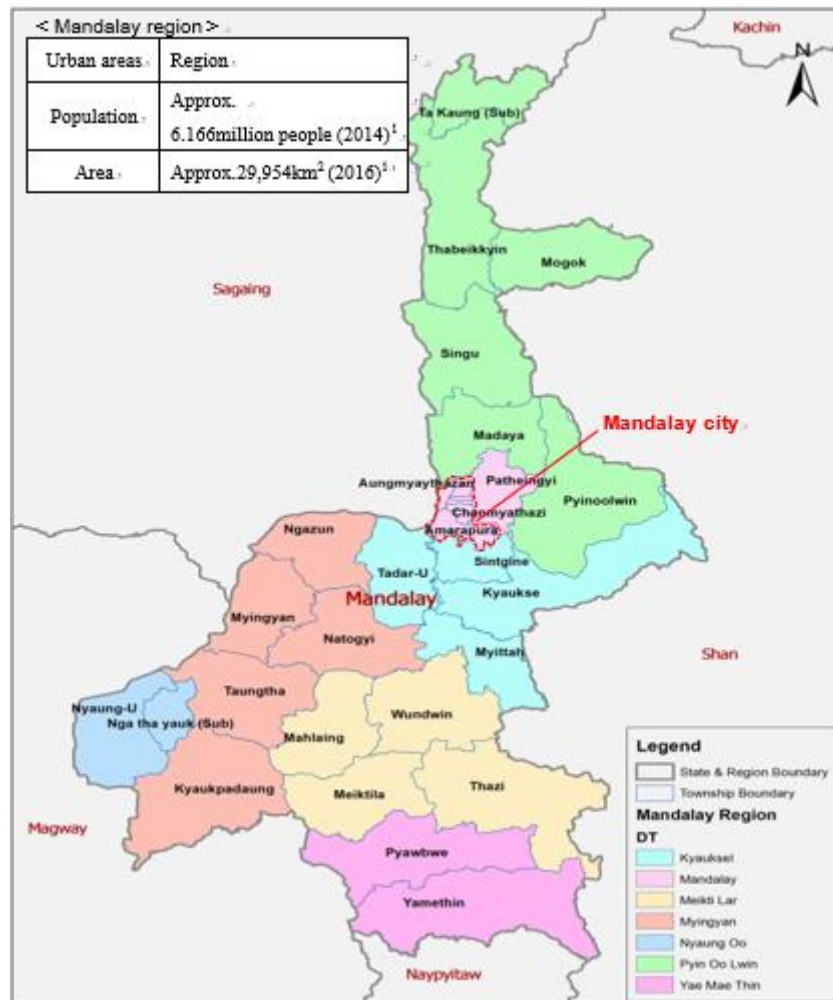 < Mandalay region >
Urban areas Region
Population Approx.
6.166million people (2014)1
Area Approx.29,954km2 (2016)1
Kachin
N
Ta Kaung (Sub)
Thabeikkyin
Mogok
Sagaing
Singu
Mandalay city
Madaya
Aungmyaythazan
Patheingyi
Pyinoolwin
Chanmyathazi
Amarapura
Ngazun
Sintgine
Tadar-U
Kyaukse
Mandalay
Myingyan
Natogyi
Myittah
Shan
Taungtha
Nyaung-U
Nga tha yauk (Sub)
Wundwin
Mahlaing
Kyaukpadaung
Meiktila
Thazi
Magway
Pyawbwe
Yamethin
Naypyitaw
Legend
State & Region Boundary
Township Boundary
Mandalay Region
DT
Kyauksel
Mandalay
Meikti Lar
Myingyan
Nyaung Oo
Pyin Oo Lwin
Yae Mae Thin